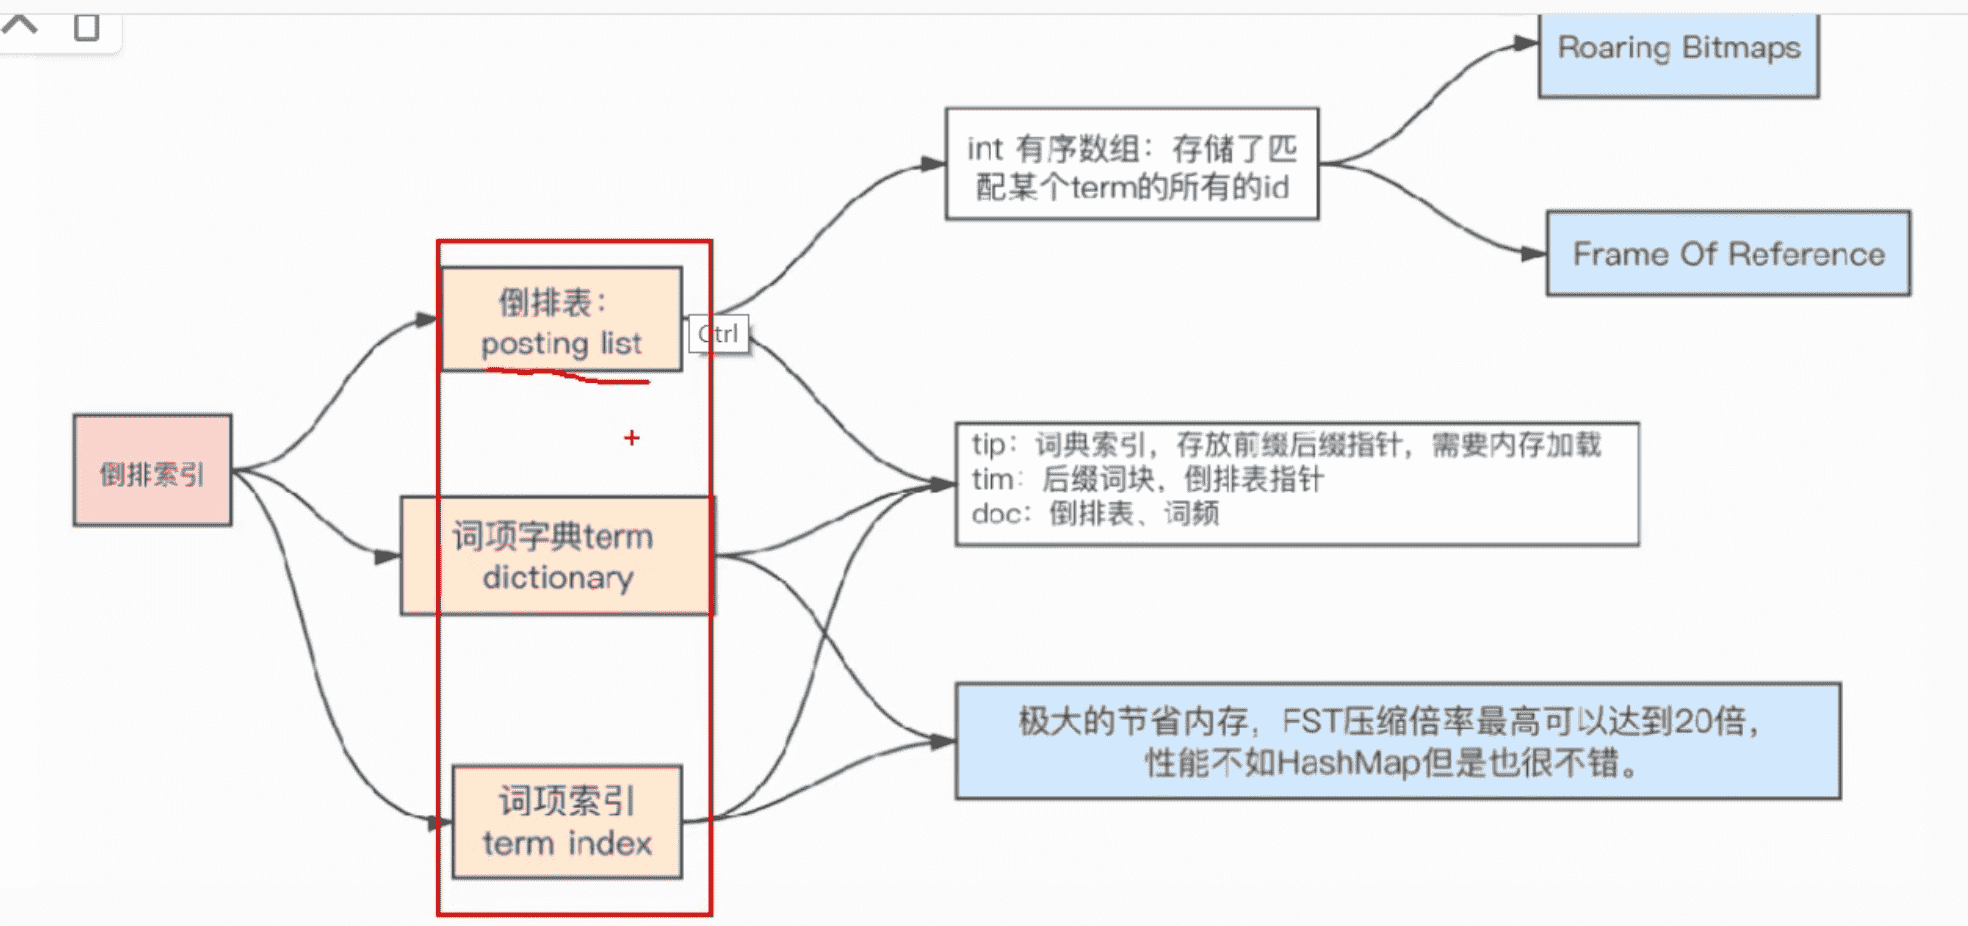 Roaring Bitmaps
int 有序数组：存储了匹
配某个term的所有的id
Frame Of Reference
倒排表：
posting list
Ctrl
倒排索引
tip：词典索引，存放前缀后缀指针，需要内存加载
tim：后缀词块，倒排表指针
doc：倒排表、词频
词项字典term
dictionary
极大的节省内存，FST压缩倍率最高可以达到20倍，
性能不如HashMap但是也很不错。
词项索引
term index